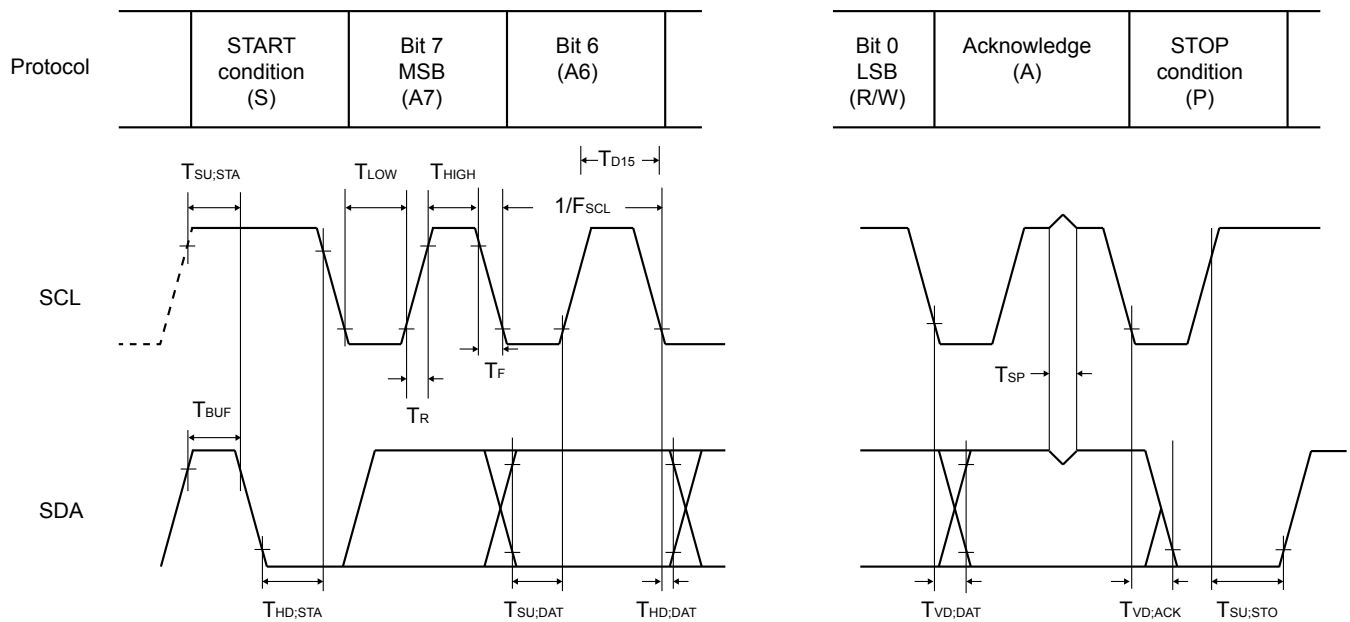 Protocol
START
condition
(S)
Bit 7
MSB
(A7)
Bit 6
(A6)
Bit 0
LSB
(R/W)
Acknowledge
(A)
STOP
condition
(P)
TSU;STA
TLOW
THIGH
TD15
1/FSCL
SCL
TF
TR
TSP
TBUF
SDA
THD;STA
TSU;DAT
THD;DAT
TVD;DAT
TVD;ACK
TSU;STO